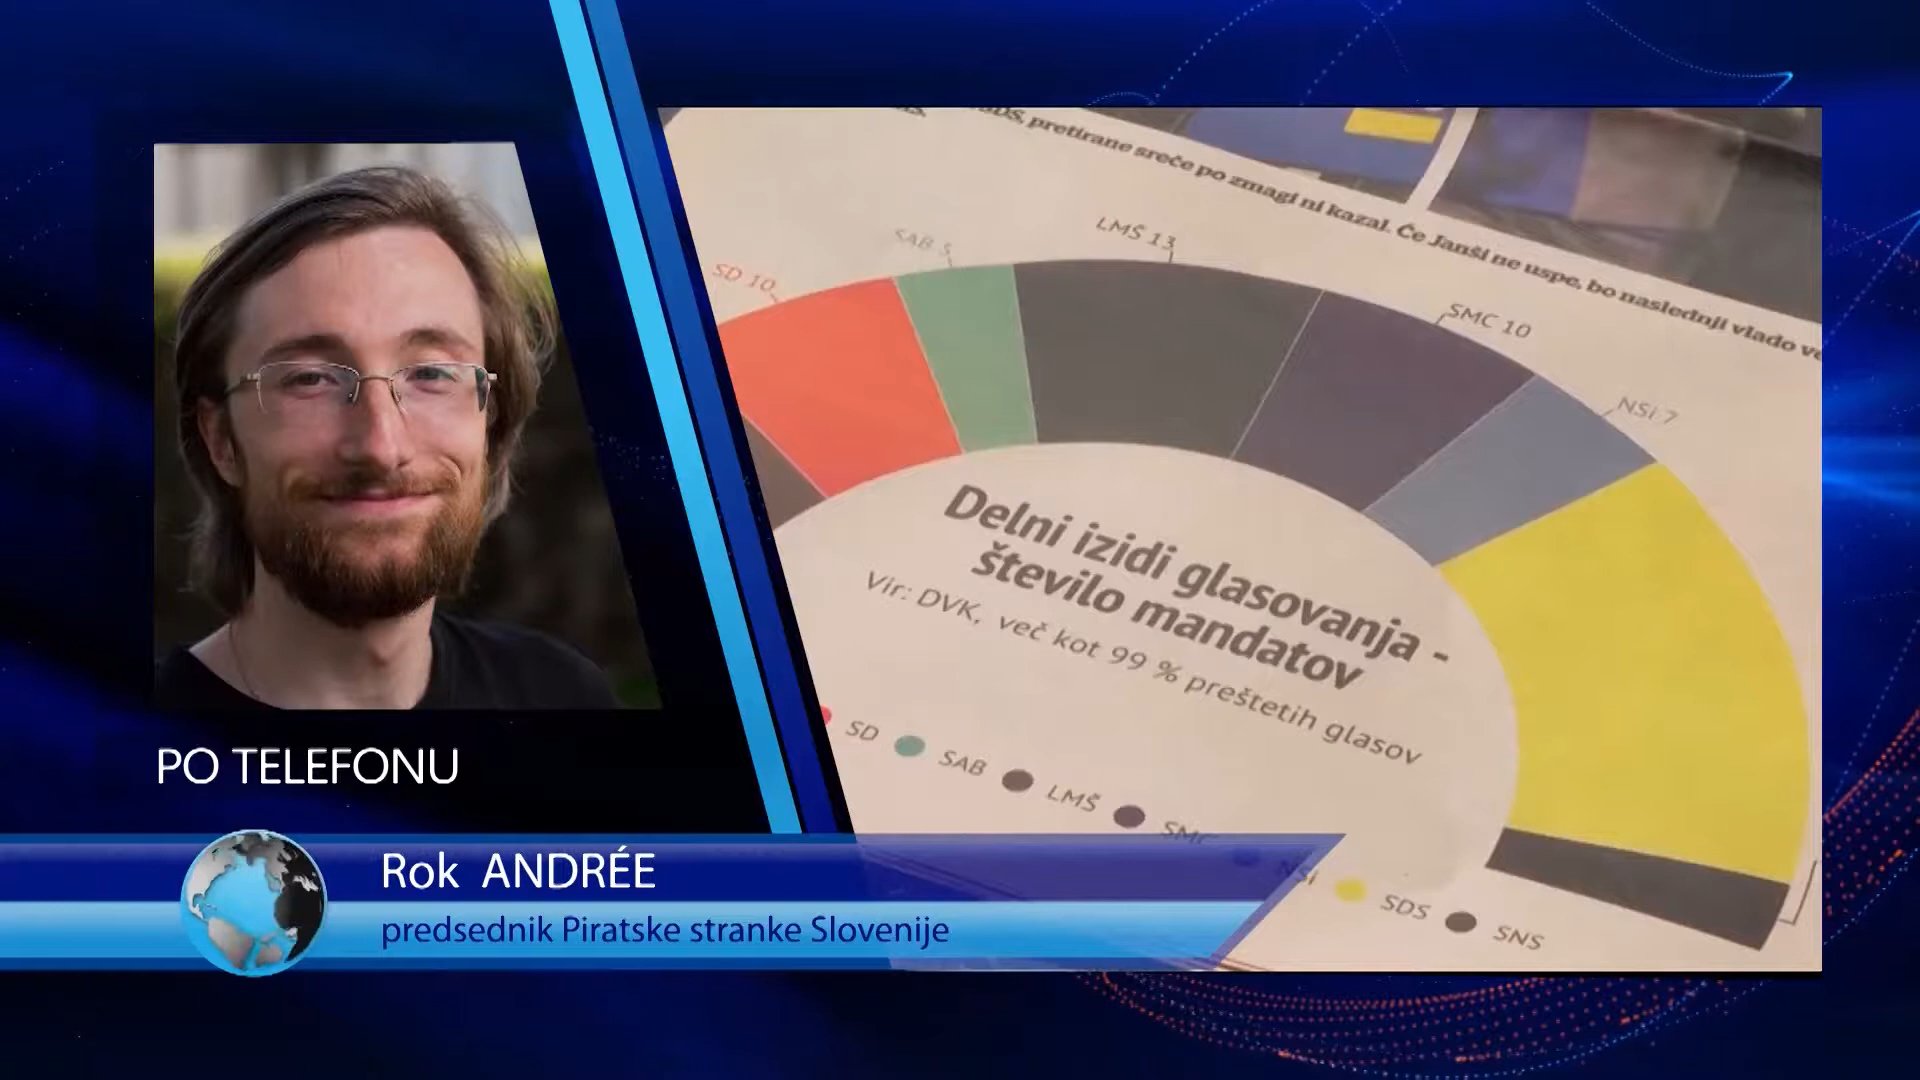 SDS, pretirane sreče po zmagi ni kazal. Če Janši ne uspe, bo naslednji vlado
SD 10
SAB 5
LMŠ 13
SMC 10
NSi 7
Delni izidi glasovanja -
število mandatov
Vir: DVK, več kot 99 % preštetih glasov
SD SAB LMŠ SMC NSi SDS SNS
PO TELEFONU
Rok ANDRÉE
predsednik Piratske stranke Slovenije